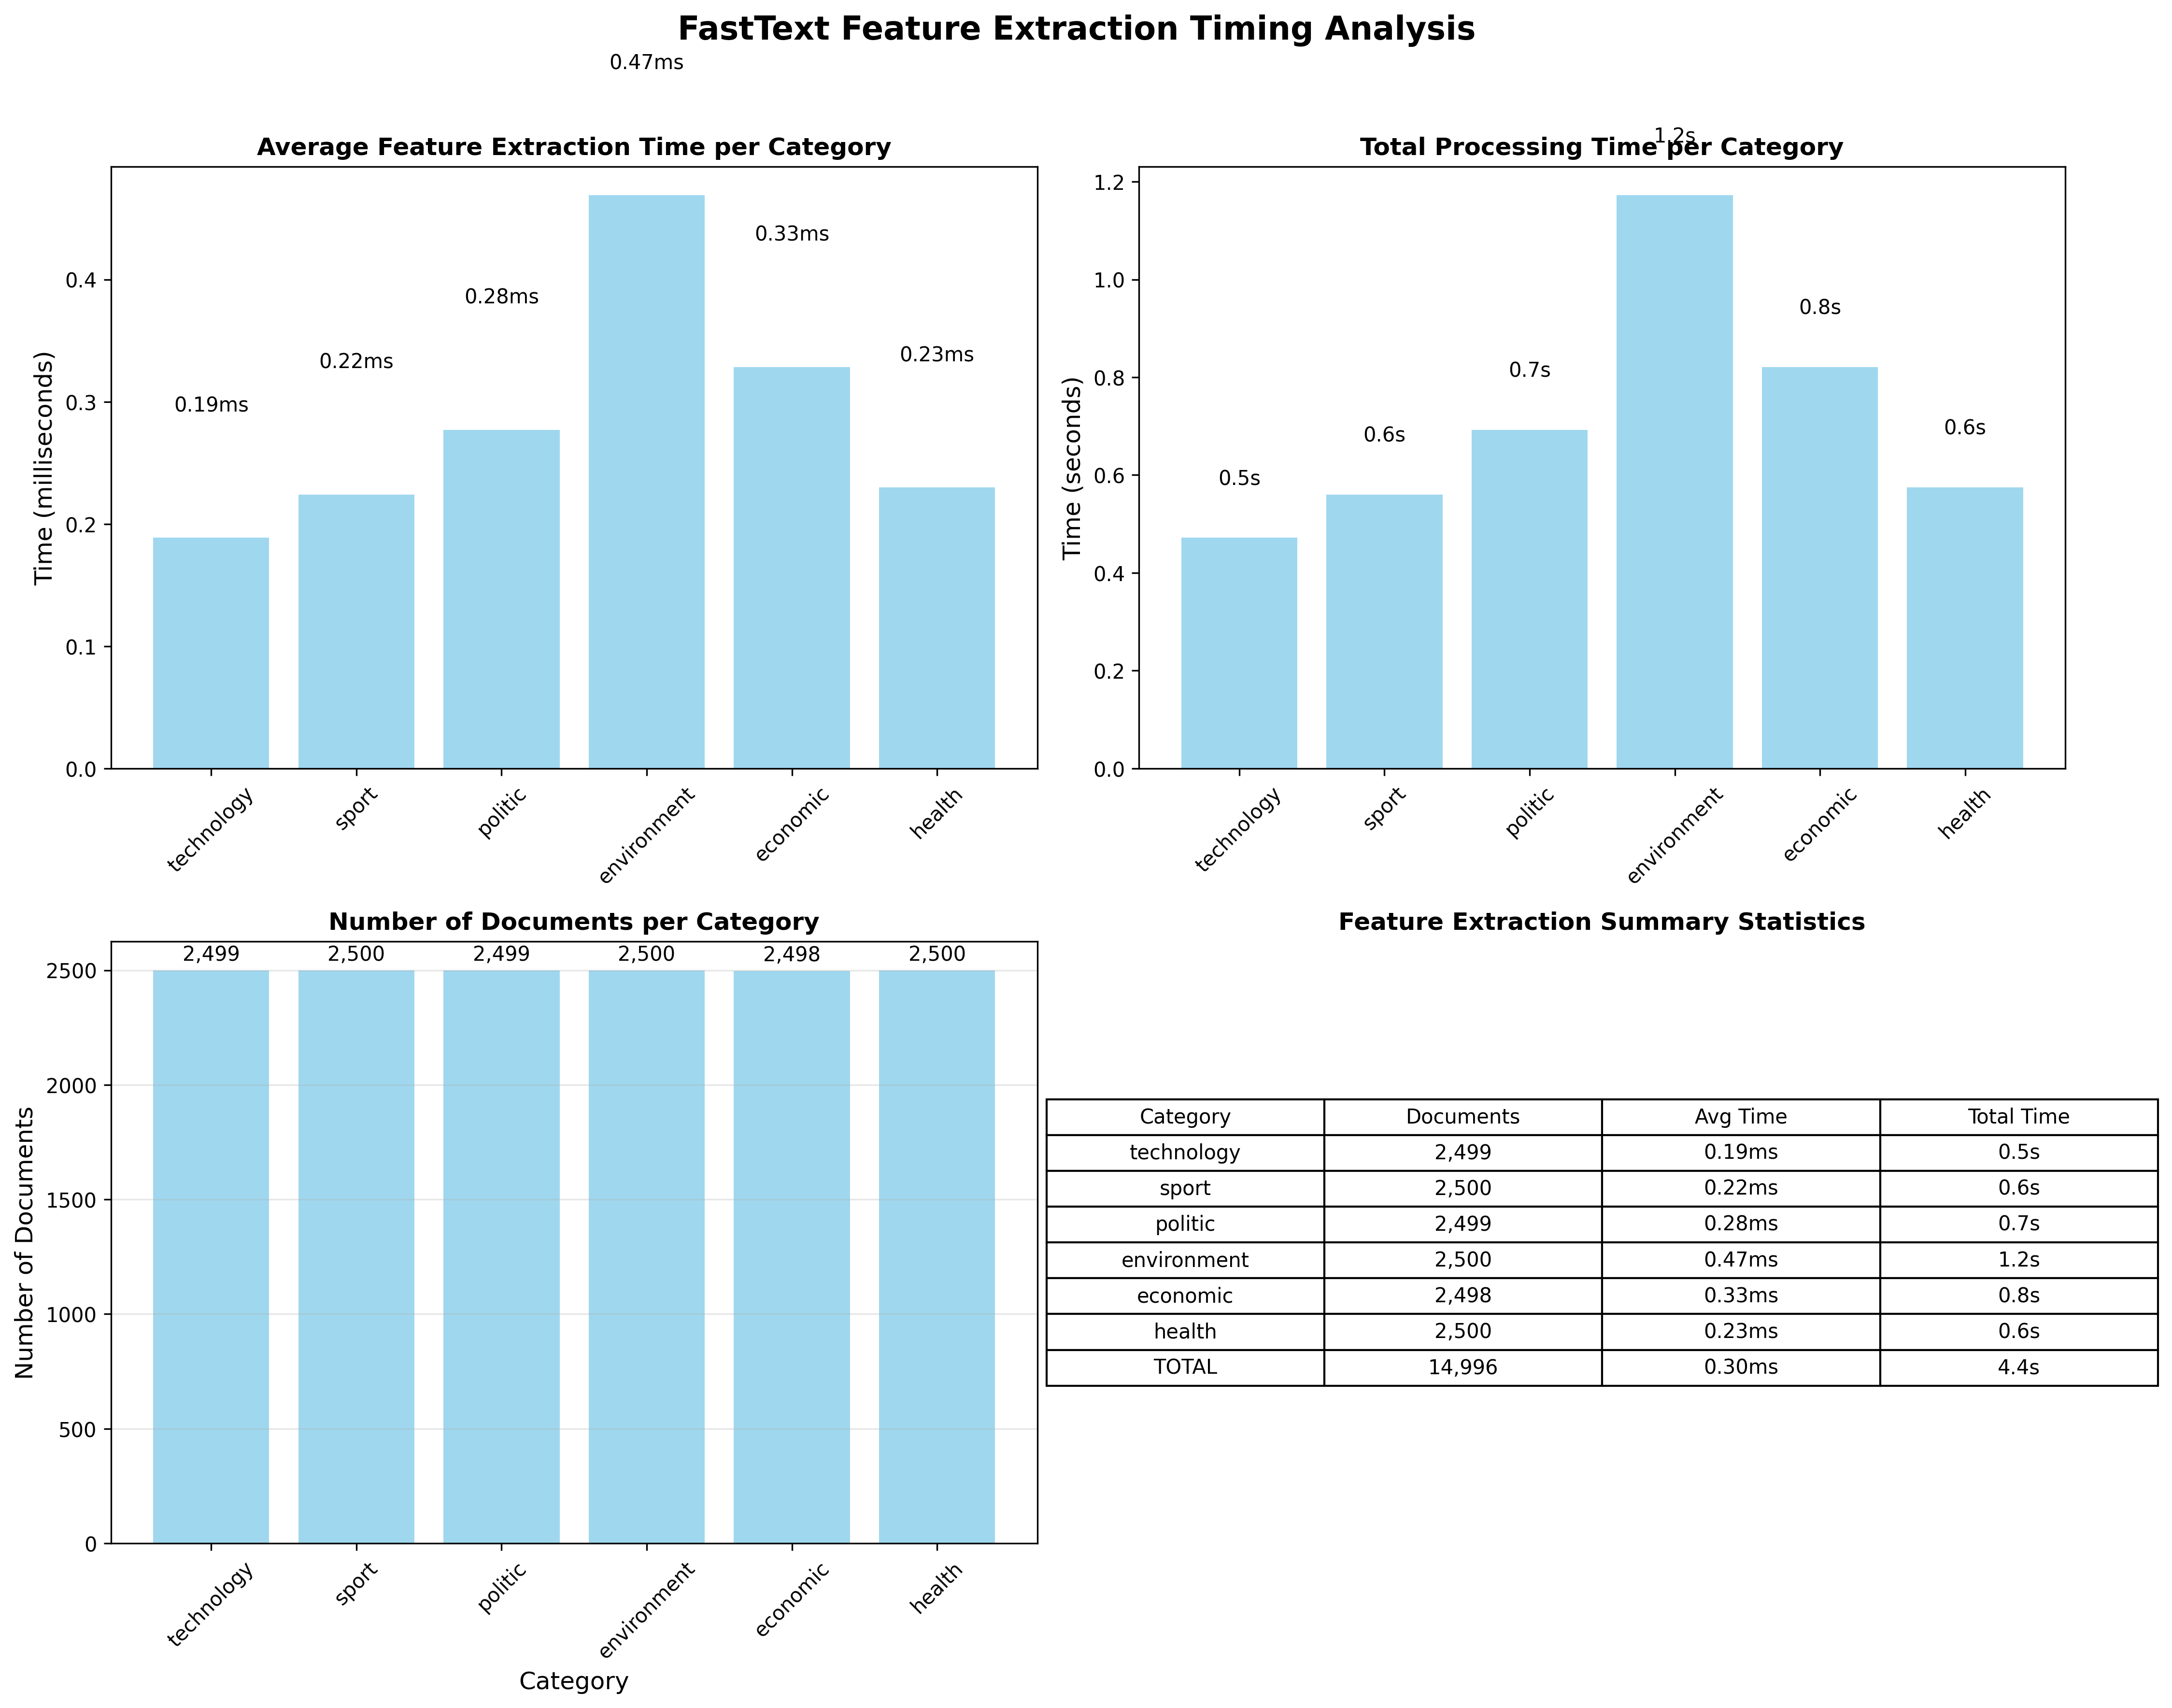 FastText Feature Extraction Timing Analysis
Average Feature Extraction Time per Category
0.47ms
0.33ms
0.28ms
0.23ms
0.22ms
0.19ms
Time (milliseconds)
0.4
0.3
0.2
0.1
0.0
technology sport politic environment economic health
Total Processing Time per Category
1.2s
0.8s
0.7s
0.6s
0.6s
0.5s
Time (seconds)
1.2
1.0
0.8
0.6
0.4
0.2
0.0
technology sport politic environment economic health
Number of Documents per Category
2,499 2,500 2,499 2,500 2,498 2,500
Number of Documents
2500
2000
1500
1000
500
0
technology sport politic environment economic health
Category
Feature Extraction Summary Statistics
Category Documents Avg Time Total Time
technology 2,499 0.19ms 0.5s
sport 2,500 0.22ms 0.6s
politic 2,499 0.28ms 0.7s
environment 2,500 0.47ms 1.2s
economic 2,498 0.33ms 0.8s
health 2,500 0.23ms 0.6s
TOTAL 14,996 0.30ms 4.4s